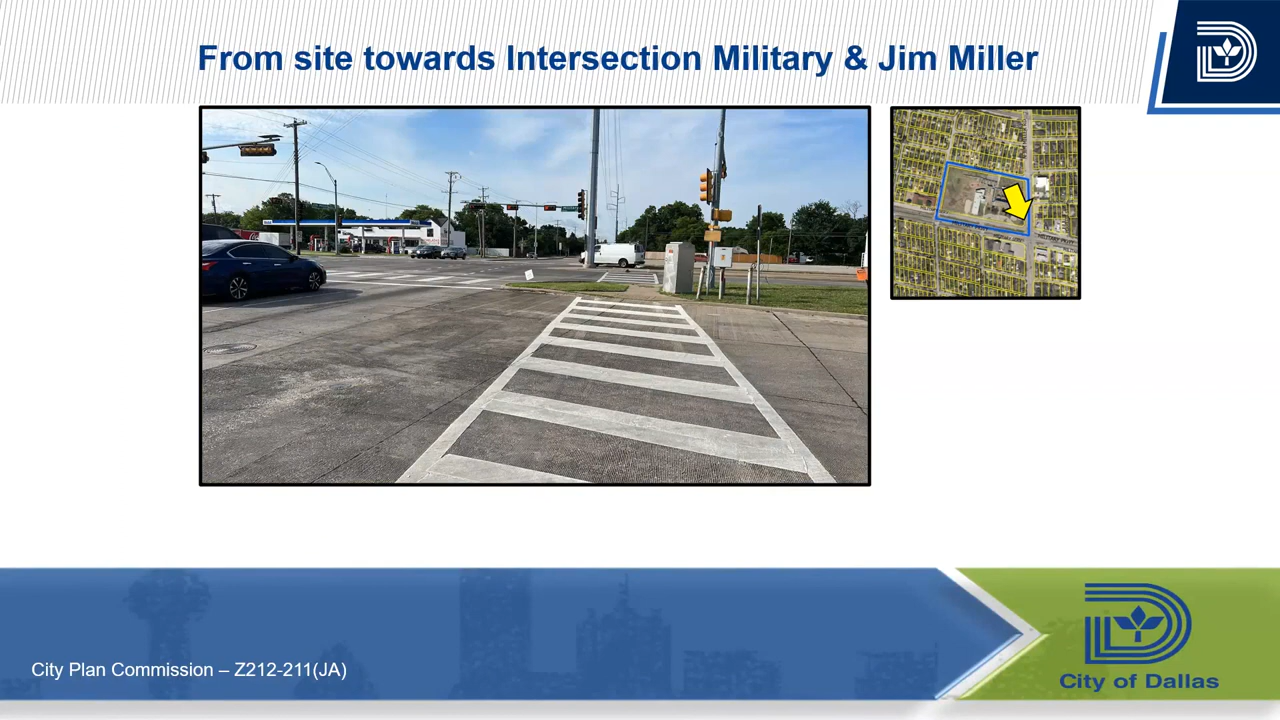 From site towards Intersection Military & Jim Miller
City Plan Commission – Z212-211(JA)
City of Dallas